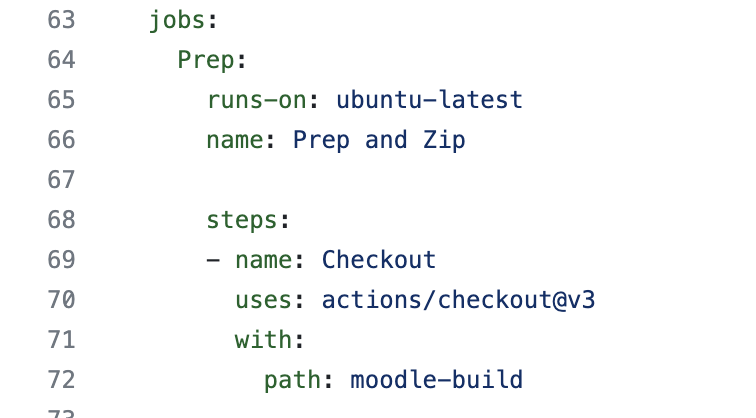 63 jobs:
64 Prep:
65 runs-on: ubuntu-latest
66 name: Prep and Zip
67
68 steps:
69 - name: Checkout
70 uses: actions/checkout@v3
71 with:
72 path: moodle-build
73